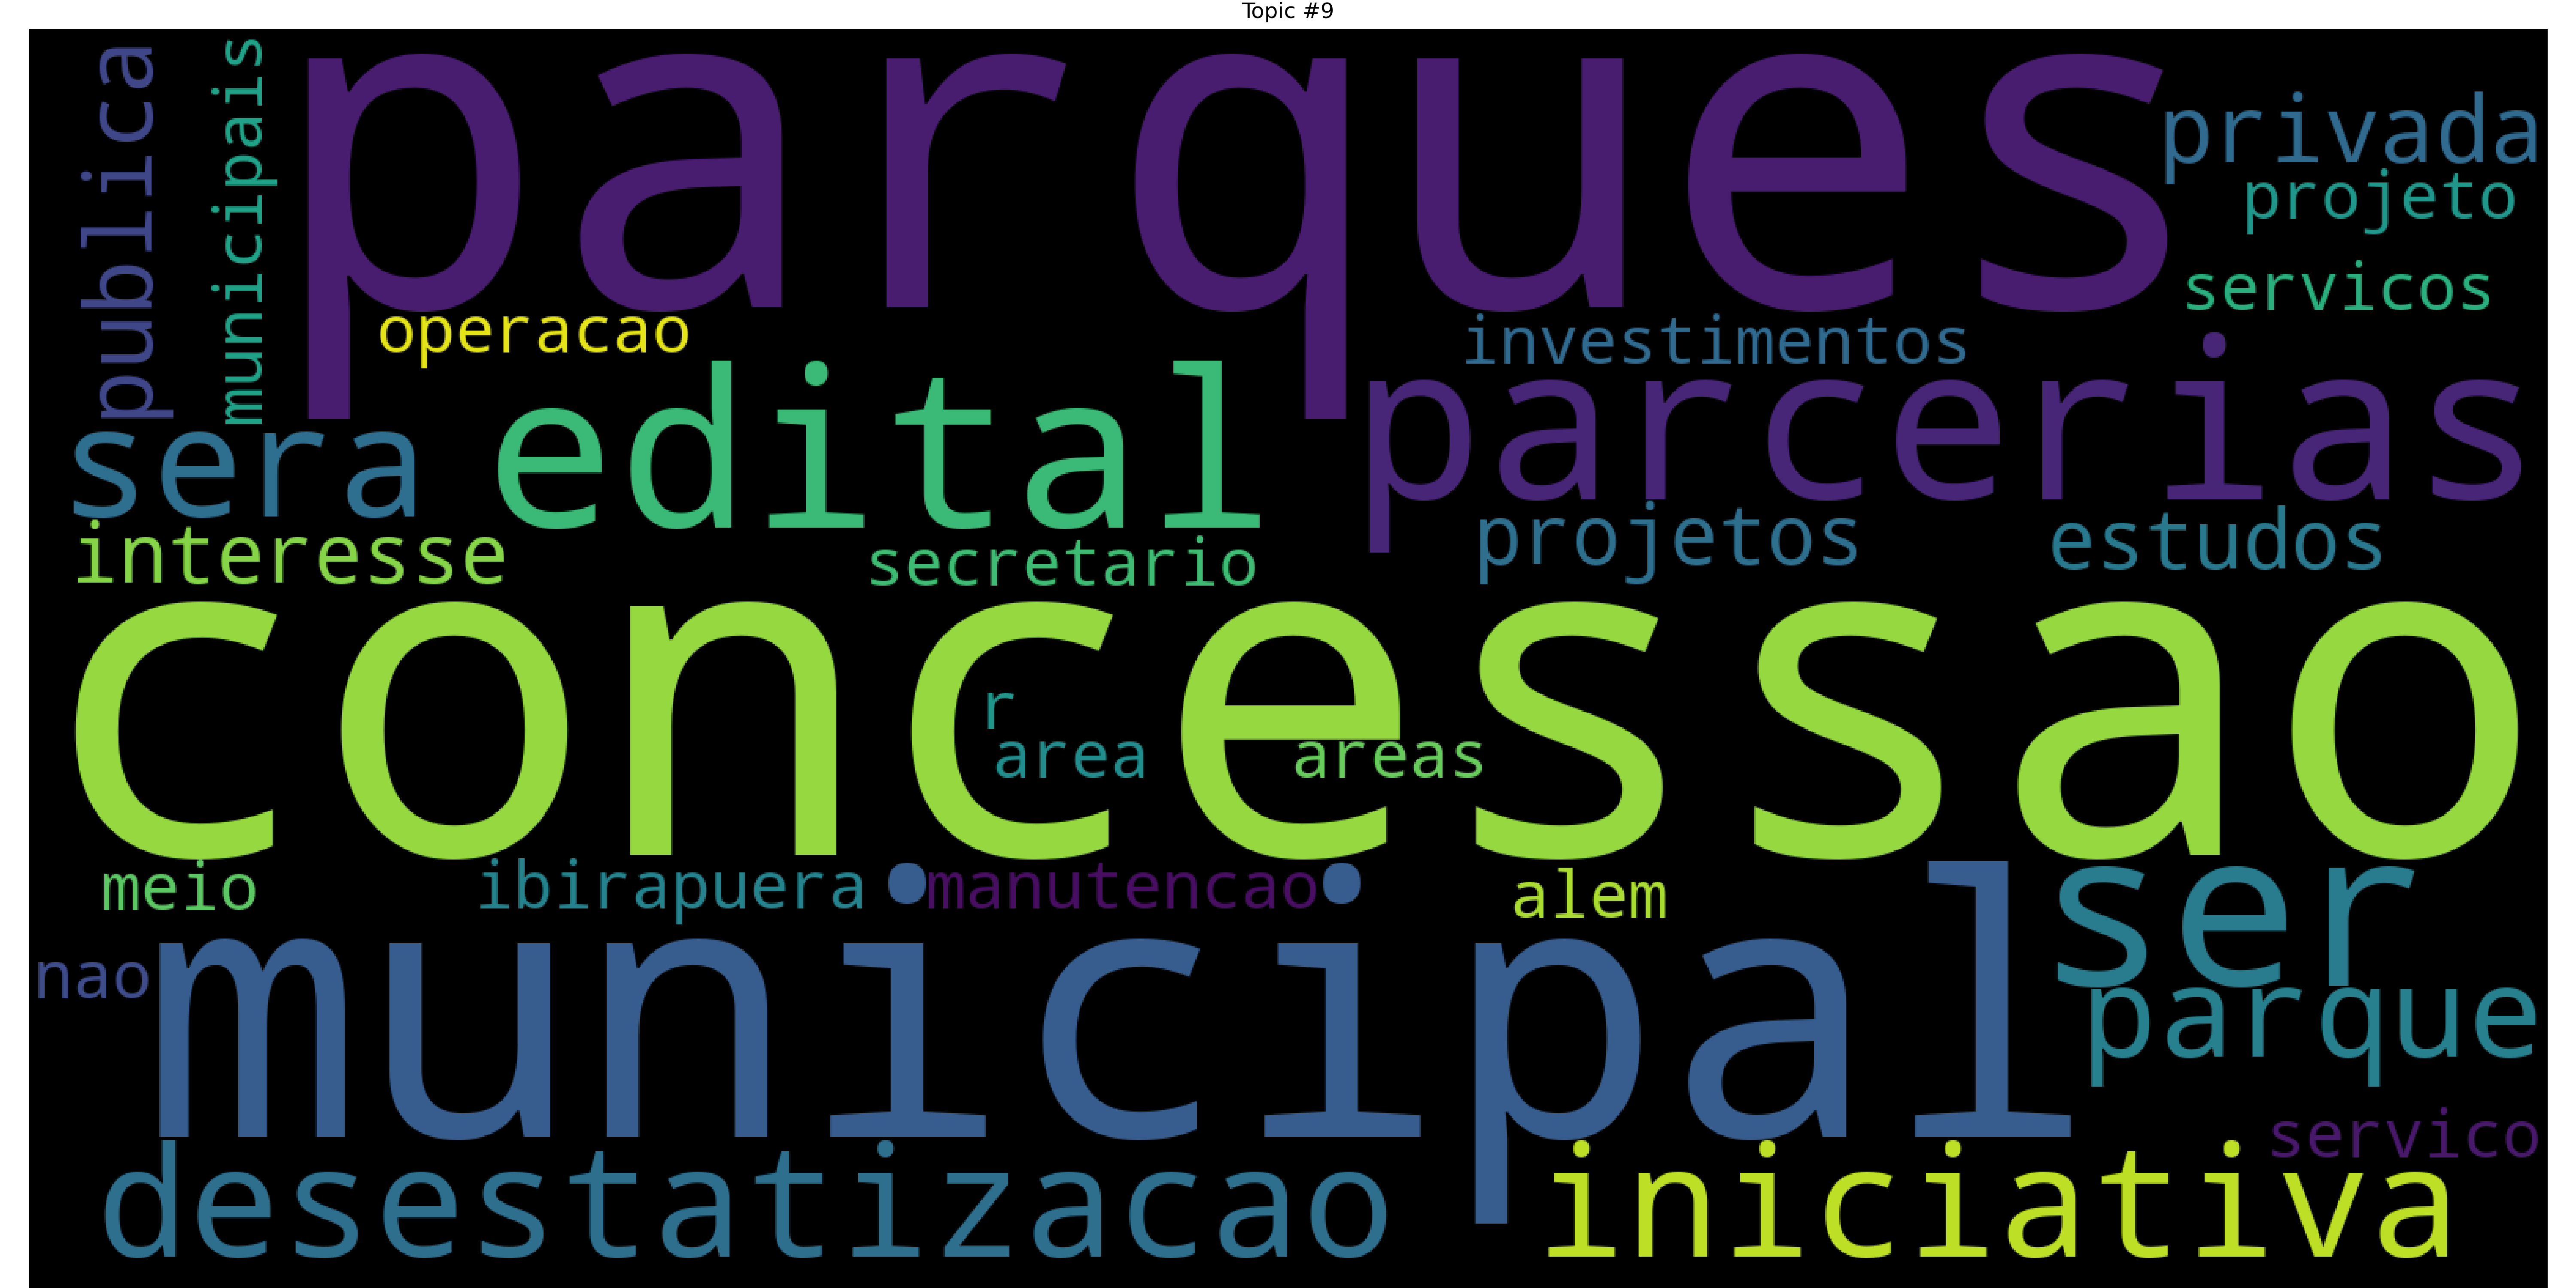 Topic #9
publica
municipais
parques
privada
projeto
servicos
operacao
investimentos
sera
edital
parcerias
interesse
secretario
projetos
estudos
concessao
r
area
areas
meio
ibirapuera
manutencao
alem
ser
nao
municipal
parque
servico
desestatizacao
iniciativa